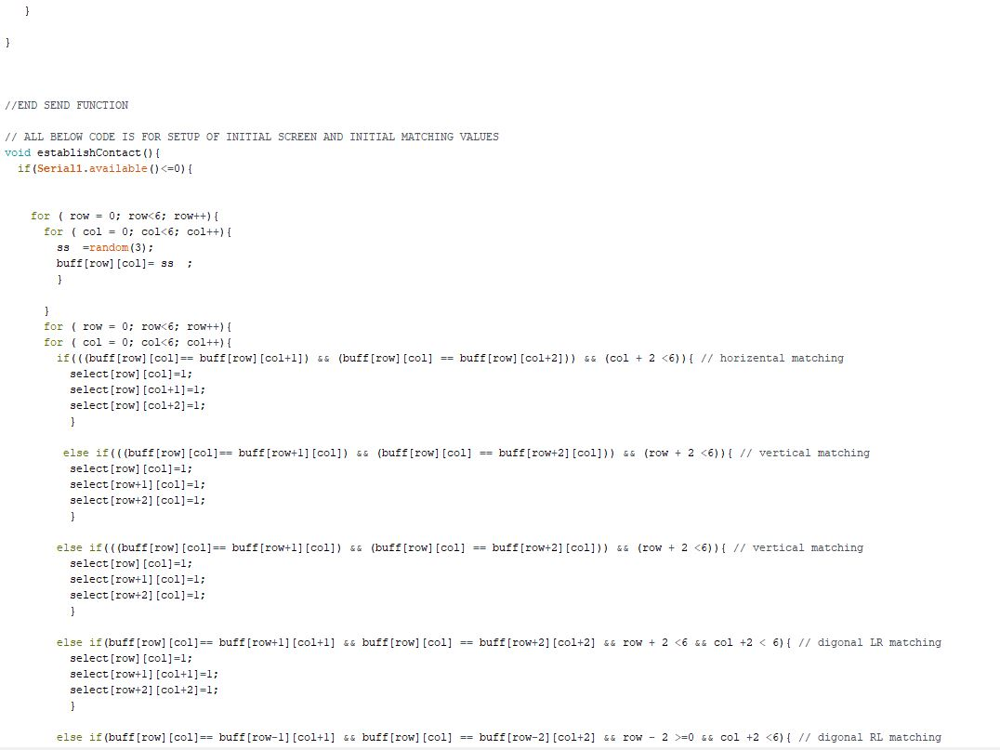 }
}
//END SEND FUNCTION
// ALL BELOW CODE IS FOR SETUP OF INITIAL SCREEN AND INITIAL MATCHING VALUES
void establishContact(){
if(Serial1.available()<=0){
for ( row = 0; row<6; row++){
for ( col = 0; col<6; col++){
ss  =random(3);
buff[row][col]= ss  ;
}
}
for ( row = 0; row<6; row++){
for ( col = 0; col<6; col++){
if(((buff[row][col]== buff[row][col+1]) && (buff[row][col] == buff[row][col+2])) && (col + 2 <6)){ // horizental matching
select[row][col]=1;
select[row][col+1]=1;
select[row][col+2]=1;
}
else if(((buff[row][col]== buff[row+1][col]) && (buff[row][col] == buff[row+2][col])) && (row + 2 <6)){ // vertical matching
select[row][col]=1;
select[row+1][col]=1;
select[row+2][col]=1;
}
else if(((buff[row][col]== buff[row+1][col]) && (buff[row][col] == buff[row+2][col])) && (row + 2 <6)){ // vertical matching
select[row][col]=1;
select[row+1][col]=1;
select[row+2][col]=1;
}
else if(buff[row][col]== buff[row+1][col+1] && buff[row][col] == buff[row+2][col+2] && row + 2 <6 && col +2 < 6){ // digonal LR matching
select[row][col]=1;
select[row+1][col+1]=1;
select[row+2][col+2]=1;
}
else if(buff[row][col]== buff[row-1][col+1] && buff[row][col] == buff[row-2][col+2] && row - 2 >=0 && col +2 <6){ // digonal RL matching